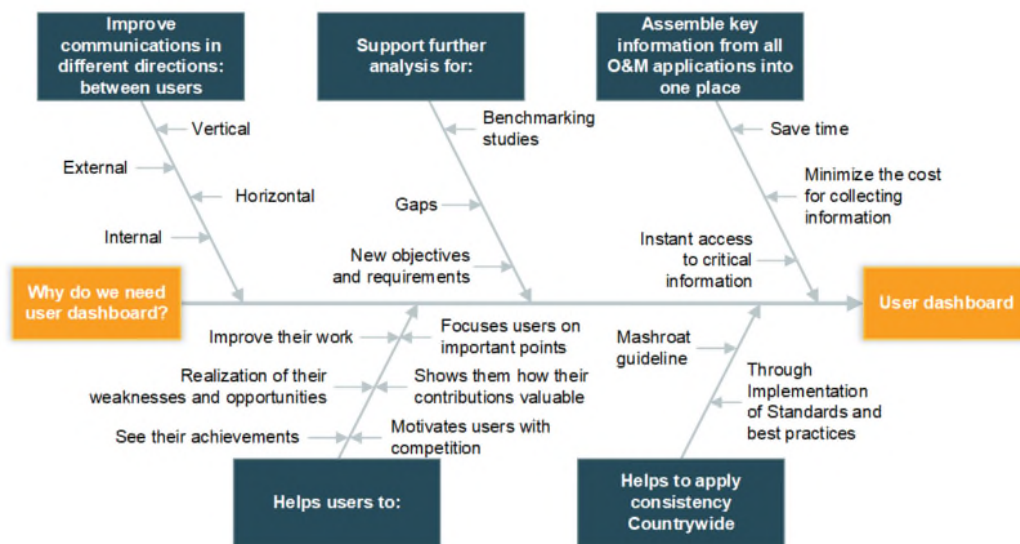 Improve
communications in
different directions:
between users
Support further
analysis for:
Assemble key
information from all
O&M applications into
one place
Vertical
External
Horizontal
Internal
Benchmarking
studies
Gaps
New objectives
and requirements
Save time
Minimize the cost
for collecting
information
Instant access
to critical
information
Why do we need
user dashboard?
User dashboard
Improve their work
Realization of their
weaknesses and opportunities
See their achievements
Focuses users on
important points
Shows them how their
contributions valuable
Motivates users with
competition
Mashroat
guideline
Through
Implementation
of Standards and
best practices
Helps users to:
Helps to apply
consistency
Countrywide